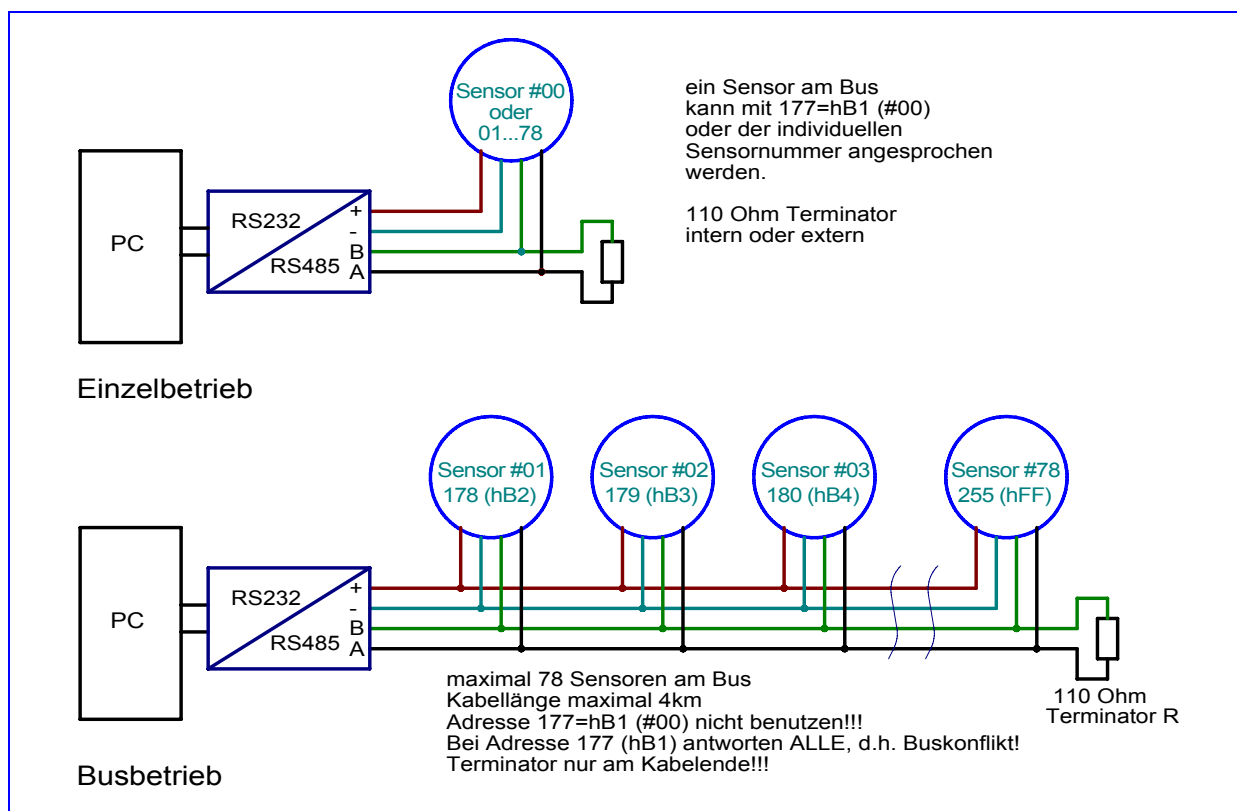 Sensor #00
oder
01...78
ein Sensor am Bus
kann mit 177=hB1 (#00)
oder der individuellen
Sensornummer angesprochen
werden.
110 Ohm Terminator
intern oder extern
PC
RS232
RS485
+
-
B
A
Einzelbetrieb
Sensor #01
178 (hB2)
Sensor #02
179 (hB3)
Sensor #03
180 (hB4)
Sensor #78
255 (hFF)
PC
RS232
RS485
+
-
B
A
maximal 78 Sensoren am Bus
Kabellänge maximal 4km
Adresse 177=hB1 (#00) nicht benutzen!!!
Bei Adresse 177 (hB1) antworten ALLE, d.h. Buskonflikt!
Terminator nur am Kabelende!!!
110 Ohm
Terminator R
Busbetrieb